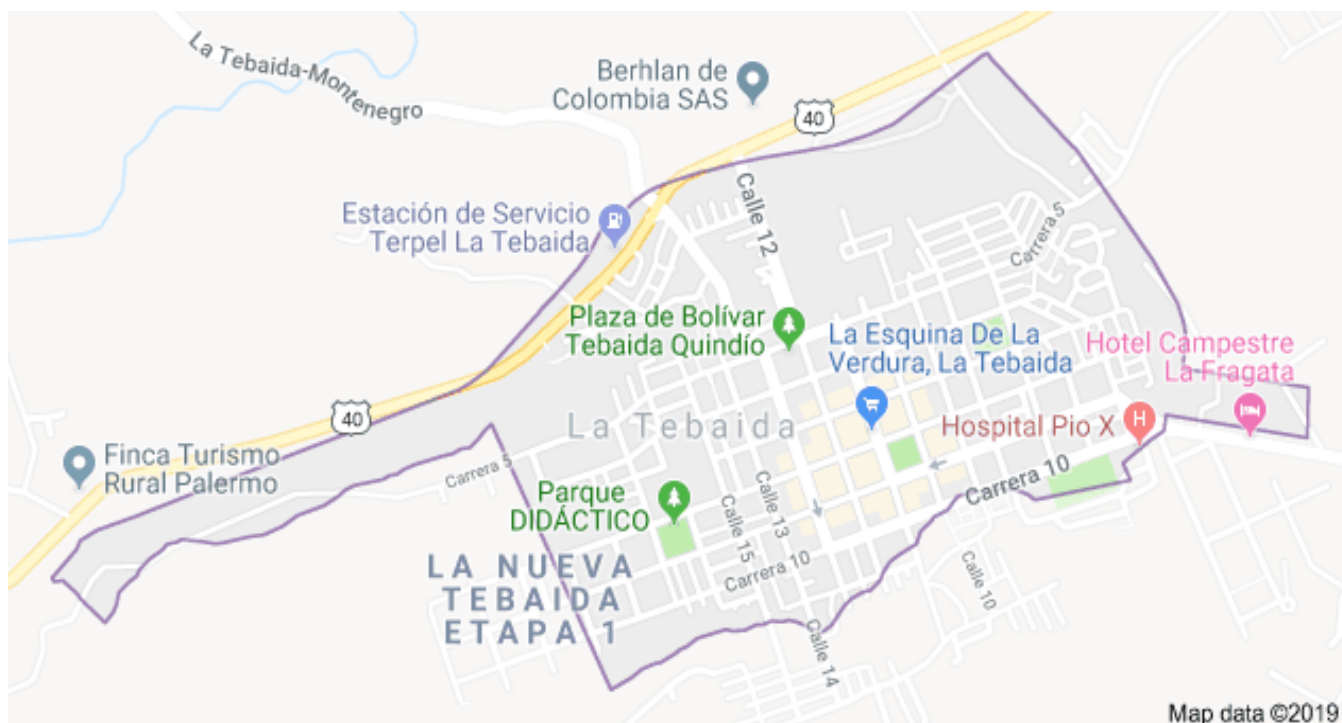 La Tebaida-Montenegro
Berhlan de
Colombia SAS
40
Calle 12
Estación de Servicio
Terpel La Tebaida
Carrera 5
Plaza de Bolívar
Tebaida Quindío
La Esquina De La
Verdura, La Tebaida
Hotel Campestre
La Fragata
40
La Tebaida
Hospital Pio X
H
Finca Turismo
Rural Palermo
Carrera 5
Parque
DIDÁCTICO
Carrera 10
Calle 13
Calle 15
Carrera 10
LA NUEVA
TEBAIDA
ETAPA 1
Calle 10
Calle 14
Map data ©2019